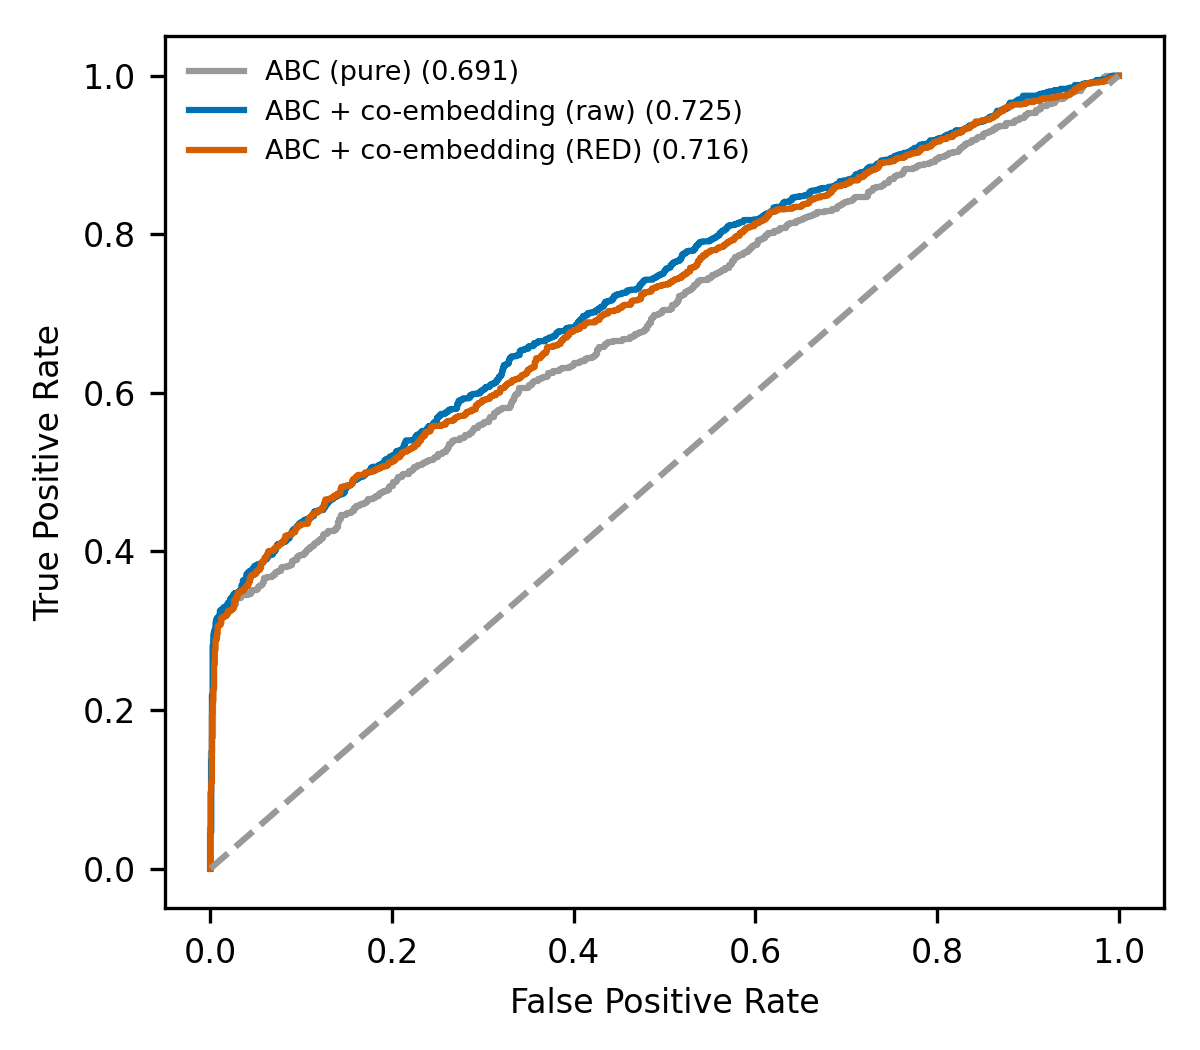 ABC (pure) (0.691)
ABC + co-embedding (raw) (0.725)
ABC + co-embedding (RED) (0.716)
1.0
0.8
0.6
0.4
0.2
0.0
True Positive Rate
0.0 0.2 0.4 0.6 0.8 1.0
False Positive Rate